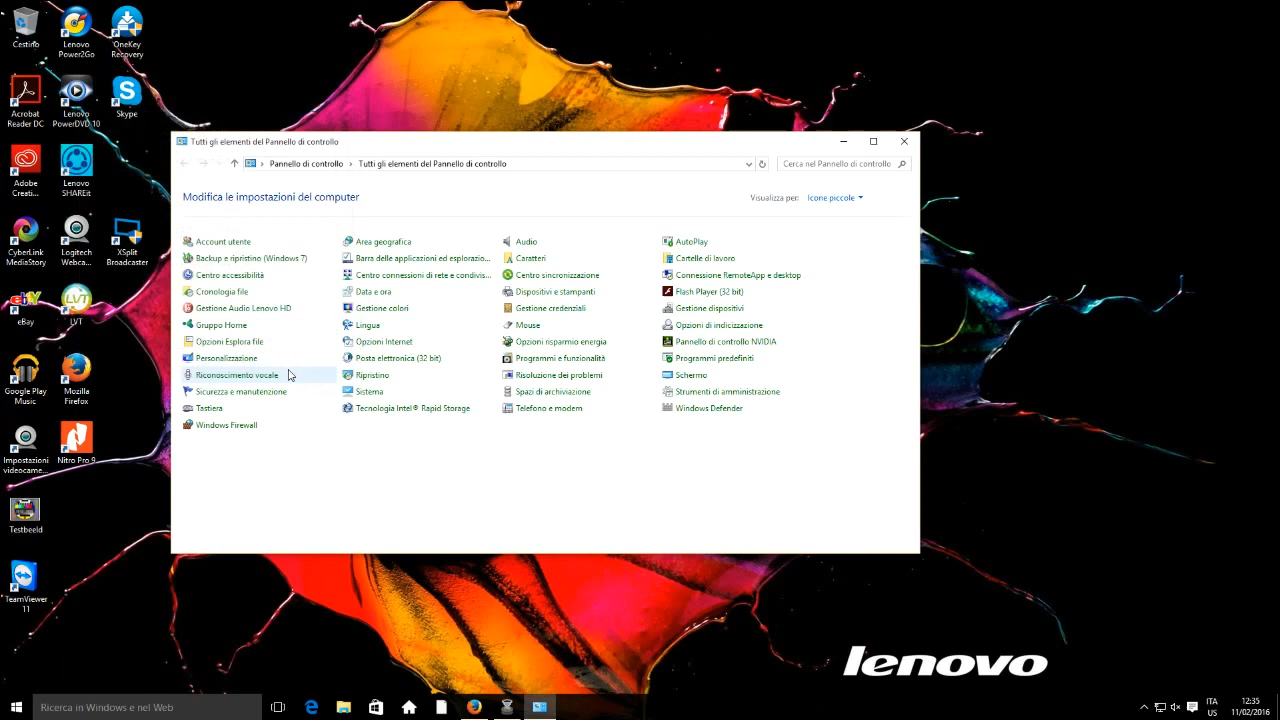 Cestino
Lenovo
Power2Go
OneKey
Recovery
Acrobat
Reader DC
Lenovo
PowerDVD 10
Skype
Adobe
Creati...
Lenovo
SHAREit
CyberLink
MediaStory
Logitech
Webca...
XSplit
Broadcaster
eBay
LVT
LVT
Google Play
Music
Mozilla
Firefox
Impostazioni
videocame...
Nitro Pro 9
Testbeeld
TeamViewer
11
Tutti gli elementi del Pannello di controllo
Pannello di controllo > Tutti gli elementi del Pannello di controllo
Cerca nel Pannello di controllo
Modifica le impostazioni del computer
Visualizza per: Icone piccole
Account utente
Area geografica
Audio
AutoPlay
Backup e ripristino (Windows 7)
Barra delle applicazioni ed esplorazio...
Caratteri
Cartelle di lavoro
Centro accessibilità
Centro connessioni di rete e condivis...
Centro sincronizzazione
Connessione RemoteApp e desktop
Cronologia file
Data e ora
Dispositivi e stampanti
Flash Player (32 bit)
Gestione Audio Lenovo HD
Gestione colori
Gestione credenziali
Gestione dispositivi
Gruppo Home
Lingua
Mouse
Opzioni di indicizzazione
Opzioni Esplora file
Opzioni Internet
Opzioni risparmio energia
Pannello di controllo NVIDIA
Personalizzazione
Posta elettronica (32 bit)
Programmi e funzionalità
Programmi predefiniti
Riconoscimento vocale
Ripristino
Risoluzione dei problemi
Schermo
Sicurezza e manutenzione
Sistema
Spazi di archiviazione
Strumenti di amministrazione
Tastiera
Tecnologia Intel® Rapid Storage
Telefono e modem
Windows Defender
Windows Firewall
lenovo
Ricerca in Windows e nel Web
ITA
US
12:35
11/02/2016